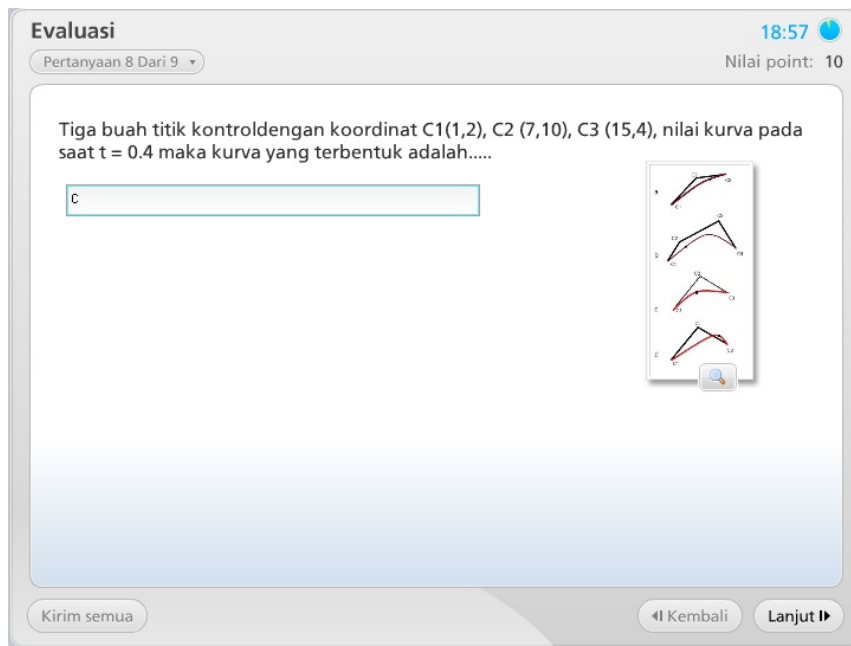 Evaluasi
18:57
Pertanyaan 8 Dari 9
Nilai point: 10
Tiga buah titik kontroldengan koordinat C1(1,2), C2 (7,10), C3 (15,4), nilai kurva pada
saat t = 0.4 maka kurva yang terbentuk adalah.....
C
Kirim semua
Kembali
Lanjut